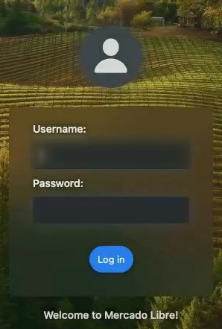 Username:
Password:
Log in
Welcome to Mercado Libre!